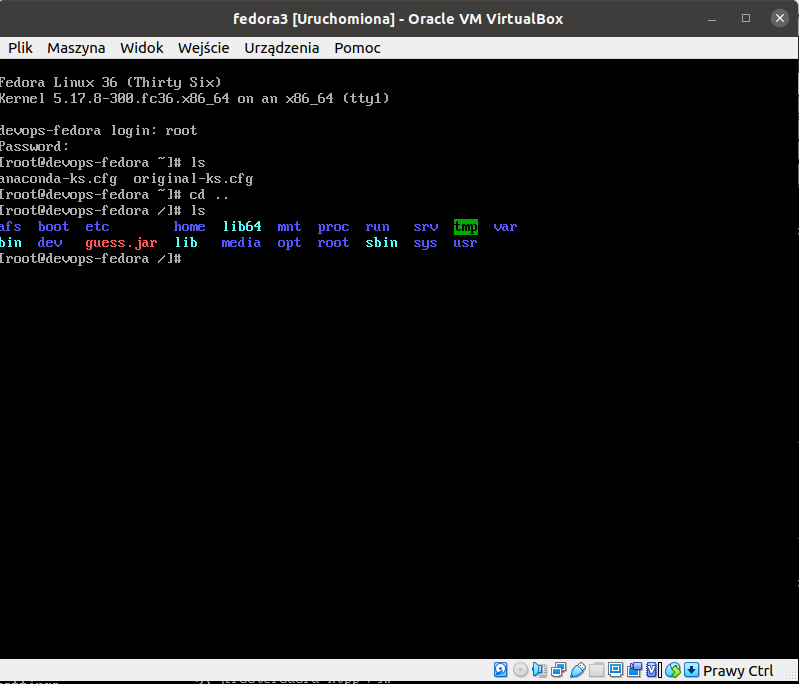 fedora3 [Uruchomiona] - Oracle VM VirtualBox
Plik Maszyna Widok Wejście Urządzenia Pomoc
Fedora Linux 36 (Thirty Six)
Kernel 5.17.8-300.fc36.x86_64 on an x86_64 (tty1)
devops-fedora login: root
Password:
[root@devops-fedora ~]# ls
anaconda-ks.cfg original-ks.cfg
[root@devops-fedora ~]# cd ..
[root@devops-fedora /]# ls
afs boot etc home lib64 mnt proc run srv tmp var
bin dev guess.jar lib media opt root sbin sys usr
[root@devops-fedora /]#
Prawy Ctrl